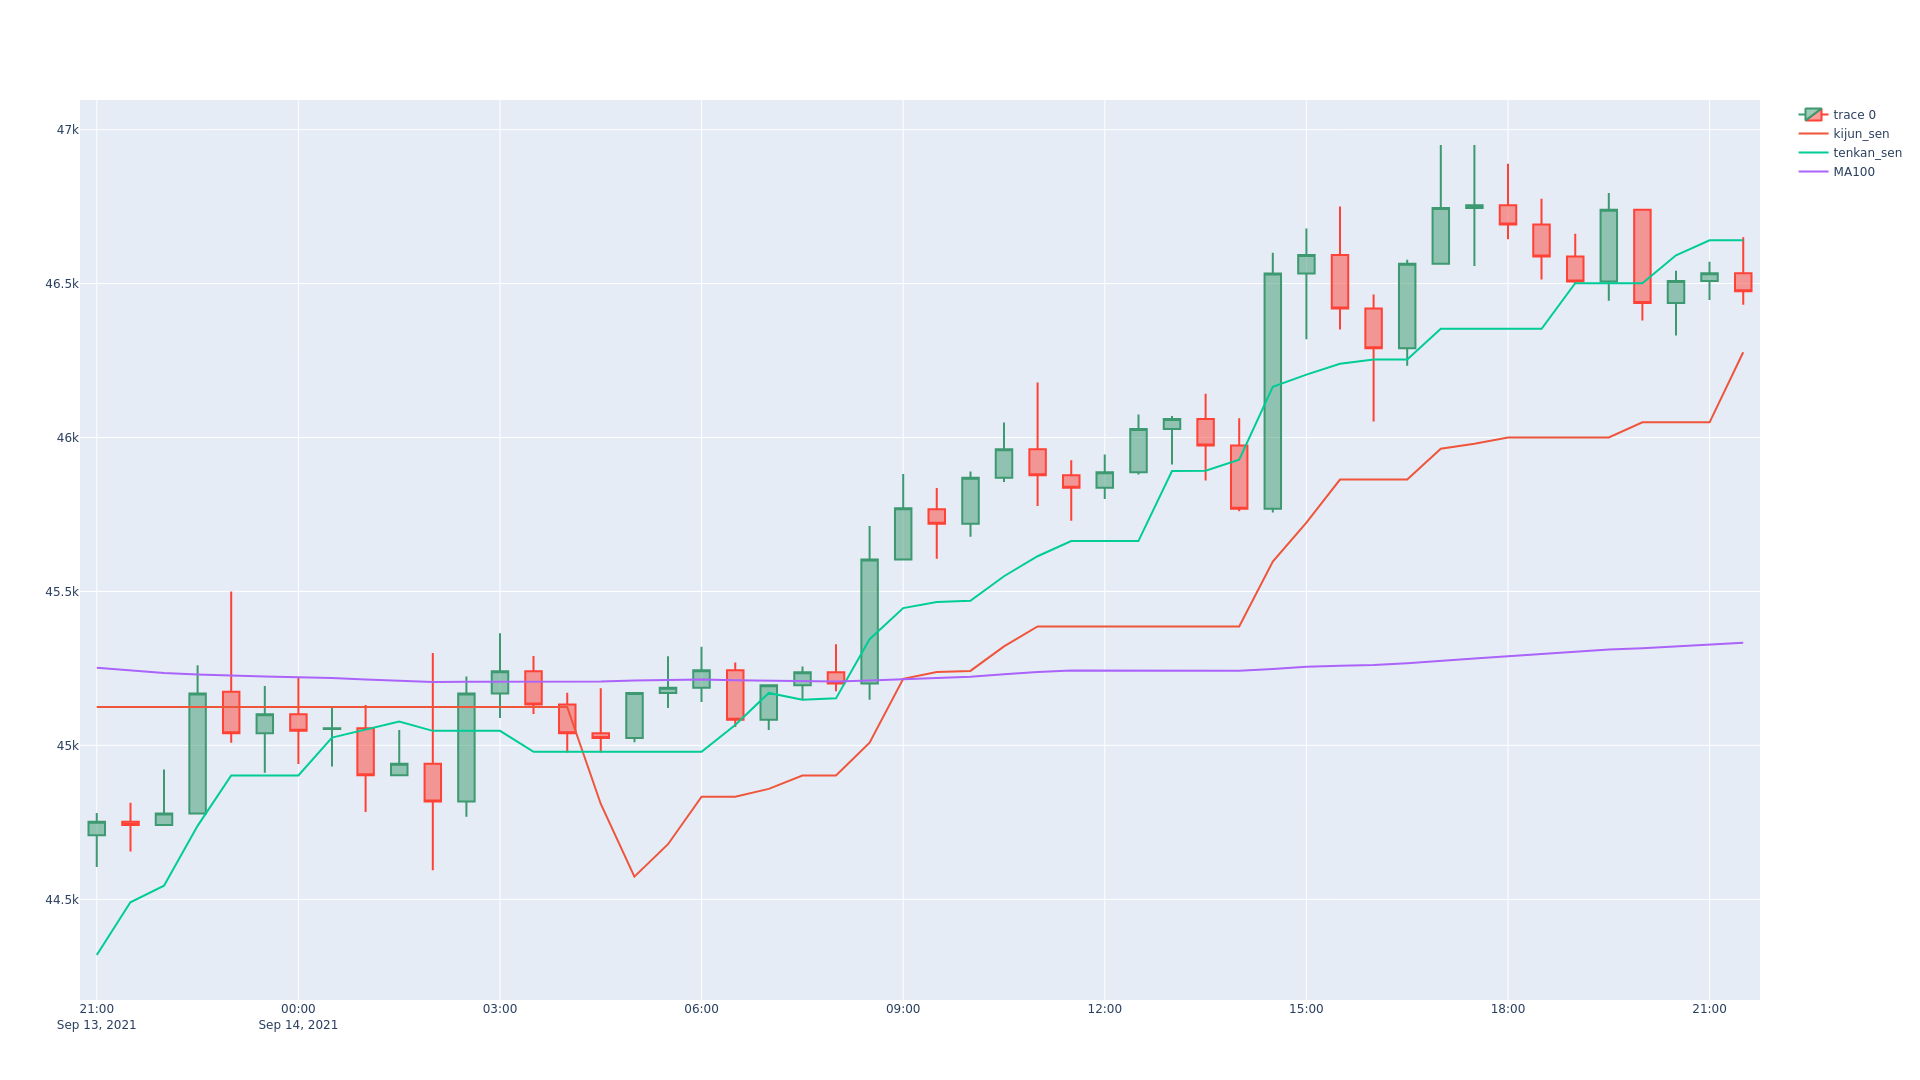 47k
46.5k
46k
45.5k
45k
44.5k
21:00
Sep 13, 2021
00:00
Sep 14, 2021
03:00
06:00
09:00
12:00
15:00
18:00
21:00
trace 0
kijun_sen
tenkan_sen
MA100